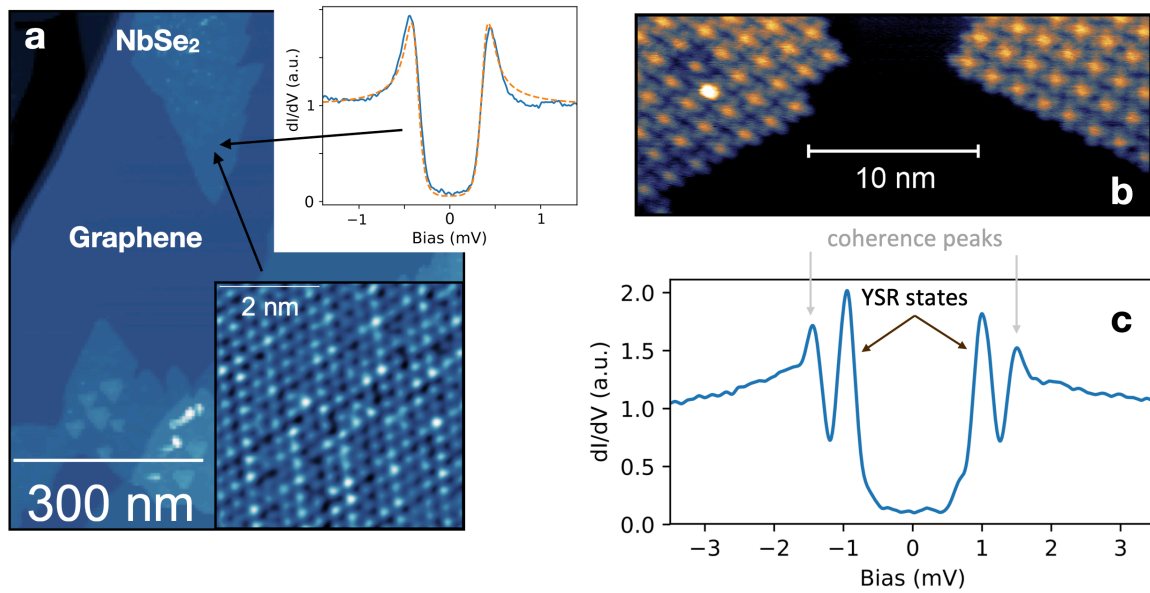 a
NbSe₂
Graphene
300 nm
2 nm
dI/dV (a.u.)
1
0
−1
0
1
Bias (mV)
b
10 nm
coherence peaks
YSR states
c
dI/dV (a.u.)
2.0
1.5
1.0
0.5
0.0
−3
−2
−1
0
1
2
3
Bias (mV)